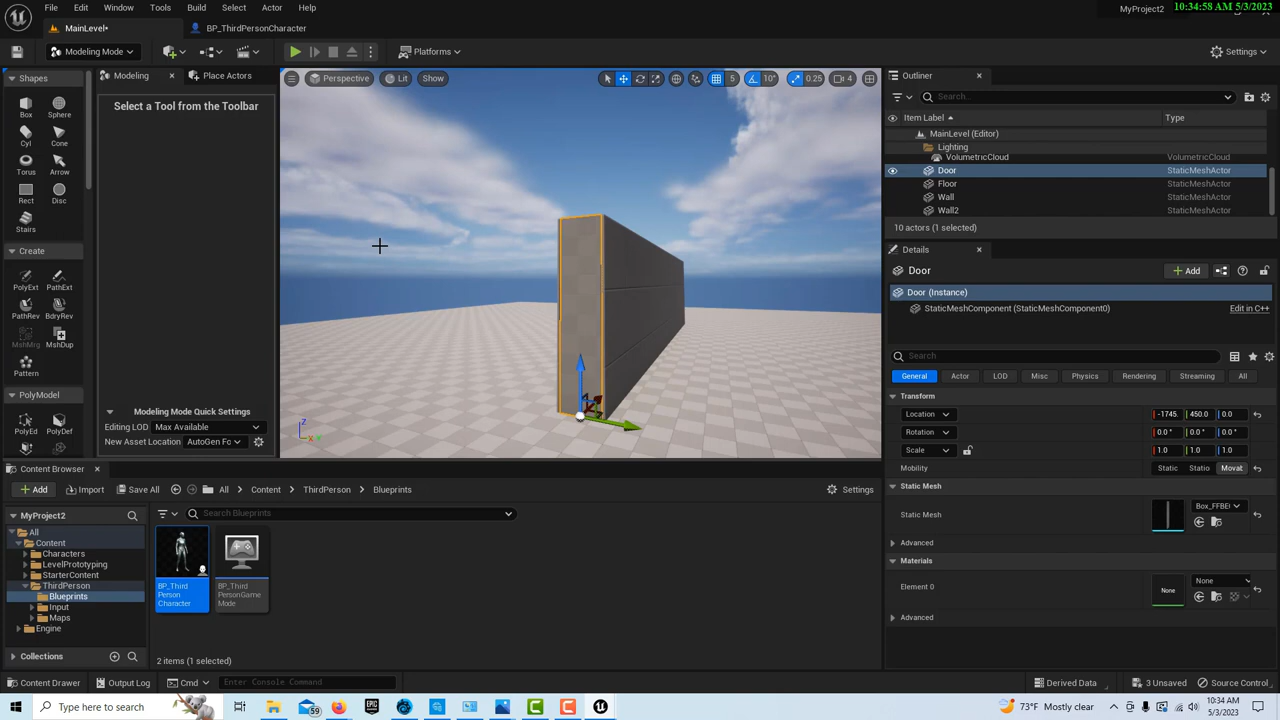 File Edit Window Tools Build Select Actor Help
MyProject2
10:34:58 AM 5/3/2023
MainLevel•
BP_ThirdPersonCharacter
Modeling Mode
Platforms
Settings
Shapes
Modeling
Place Actors
Perspective
Lit
Show
5
10°
0.25
4
Outliner
Select a Tool from the Toolbar
Search...
Box
Sphere
Item Label
Type
Cyl
Cone
MainLevel (Editor)
Lighting
VolumetricCloud
VolumetricCloud
Torus
Arrow
Door
StaticMeshActor
Floor
StaticMeshActor
Rect
Disc
Wall
StaticMeshActor
Wall2
StaticMeshActor
Stairs
10 actors (1 selected)
Create
Details
Door
Add
PolyExt
PathExt
Door (Instance)
StaticMeshComponent (StaticMeshComponent0)
Edit in C++
PathRev
BdryRev
MshMrg
MshDup
Search
Pattern
General
Actor
LOD
Misc
Physics
Rendering
Streaming
All
PolyModel
Transform
Modeling Mode Quick Settings
Location
-1745.
450.0
0.0
Editing LOD
Max Available
Rotation
0.0 °
0.0 °
0.0 °
PolyEd
PolyDef
New Asset Location
AutoGen Fo
Scale
1.0
1.0
1.0
Z
X
Y
Mobility
Static
Statio
Movab
Content Browser
Static Mesh
Add
Import
Save All
All
Content
ThirdPerson
Blueprints
Settings
Static Mesh
Box_FFBE
MyProject2
Search Blueprints
All
Content
Characters
LevelPrototyping
StarterContent
ThirdPerson
Blueprints
Input
Maps
Engine
BP_Third
Person
Character
BP_Third
PersonGame
Mode
Advanced
Materials
Element 0
None
None
Advanced
Collections
2 items (1 selected)
Content Drawer
Output Log
Cmd
Enter Console Command
Derived Data
3 Unsaved
Source Control
Type here to search
59
73°F Mostly clear
10:34 AM
5/3/2023